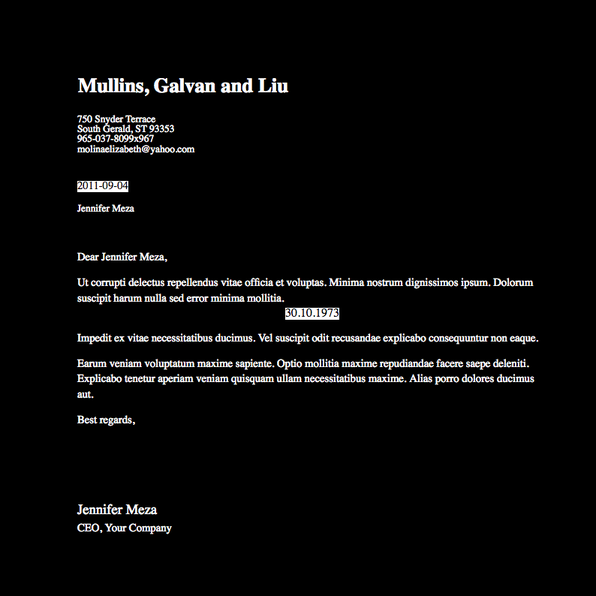 Mullins, Galvan and Liu
750 Snyder Terrace
South Gerald, ST 93353
965-037-8099x967
molinaelizabeth@yahoo.com
2011-09-04
Jennifer Meza
Dear Jennifer Meza,
Ut corrupti delectus repellendus vitae officia et voluptas. Minima nostrum dignissimos ipsum. Dolorum
suscipit harum nulla sed error minima mollitia.
30.10.1973
Impedit ex vitae necessitatibus ducimus. Vel suscipit odit recusandae explicabo consequuntur non eaque.
Earum veniam voluptatum maxime sapiente. Optio mollitia maxime repudiandae facere saepe deleniti.
Explicabo tenetur aperiam veniam quisquam ullam necessitatibus maxime. Alias porro dolores ducimus
aut.
Best regards,
Jennifer Meza
CEO, Your Company